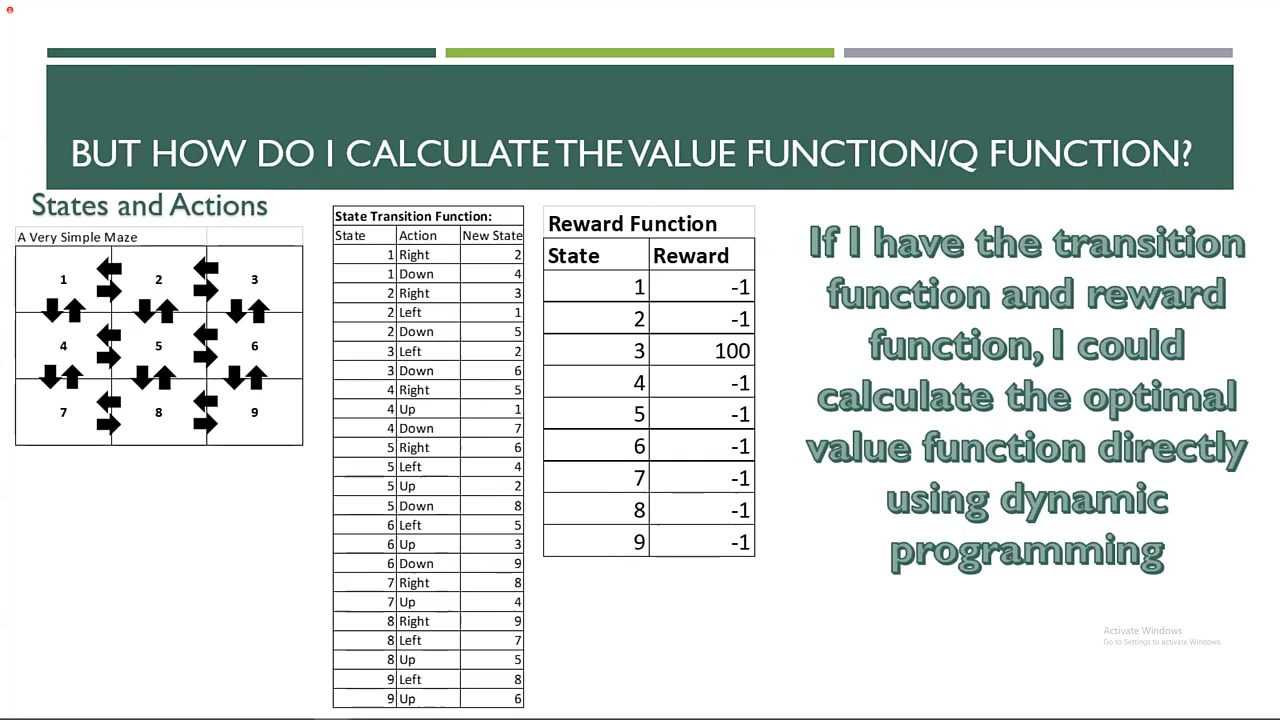 BUT HOW DO I CALCULATE THE VALUE FUNCTION/Q FUNCTION?
States and Actions
A Very Simple Maze
1 2 3
4 5 6
7 8 9
State Transition Function:
State Action New State
1 Right 2
1 Down 4
2 Right 3
2 Left 1
2 Down 5
3 Left 2
3 Down 6
4 Right 5
4 Up 1
4 Down 7
5 Right 6
5 Left 4
5 Up 2
5 Down 8
6 Left 5
6 Up 3
6 Down 9
7 Right 8
7 Up 4
8 Right 9
8 Left 7
8 Up 5
9 Left 8
9 Up 6
Reward Function
State Reward
1 -1
2 -1
3 100
4 -1
5 -1
6 -1
7 -1
8 -1
9 -1
If I have the transition
function and reward
function, I could
calculate the optimal
value function directly
using dynamic
programming
Activate Windows
Go to Settings to activate Windows.